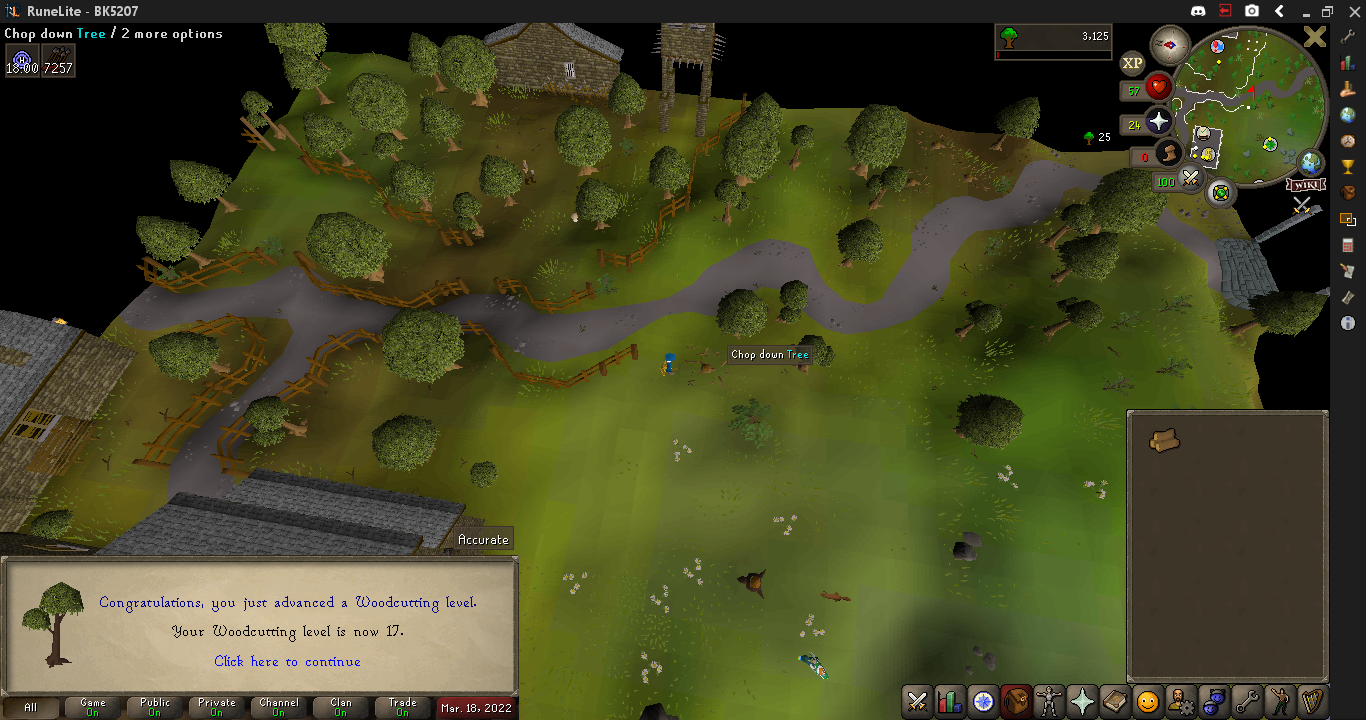 RuneLite - BK5207
Chop down Tree / 2 more options
18:00
7257
3,125
XP
57
24
25
0
100
WIKI
Chop down Tree
Accurate
Congratulations, you just advanced a Woodcutting level.
Your Woodcutting level is now 17.
Click here to continue
All
Game
On
Public
On
Private
On
Channel
On
Clan
On
Trade
On
Mar. 18, 2022